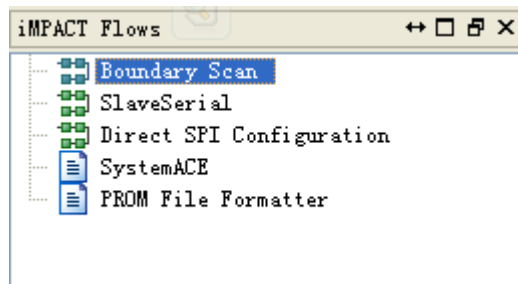 iMPACT Flows
Boundary Scan
SlaveSerial
Direct SPI Configuration
SystemACE
PROM File Formatter